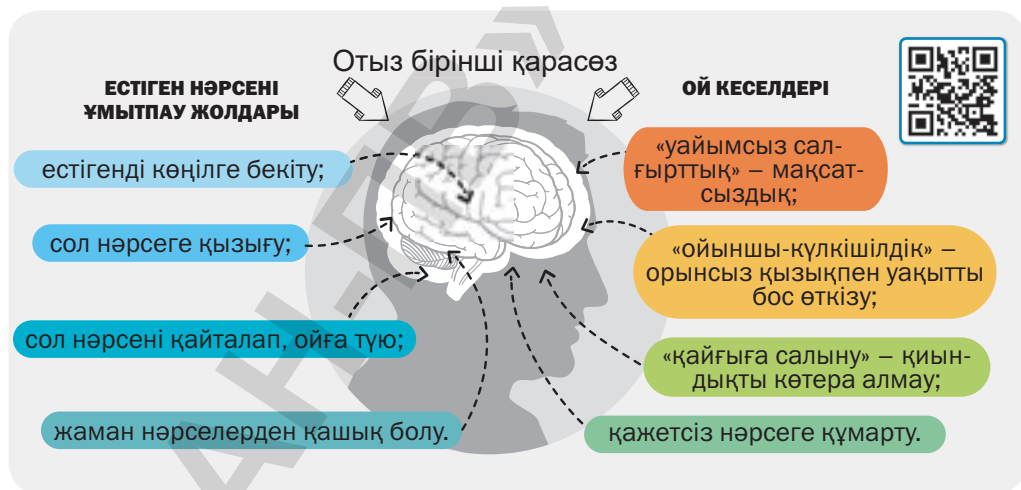 Отыз бірінші қарасөз
ЕСТІГЕН НӘРСЕНІ
ҰМЫТПАУ ЖОЛДАРЫ
естігенді көңілге бекіту;
сол нәрсеге қызығу;
сол нәрсені қайталап, ойға түю;
жаман нәрселерден қашық болу.
ОЙ КЕСЕЛДЕРІ
«уайымсыз сал-
ғырттық» – мақсат-
сыздық;
«ойыншы-күлкішілдік» –
орынсыз қызықпен уақытты
бос өткізу;
«қайғыға салыну» – қиын-
дықты көтера алмау;
қажетсіз нәрсеге құмарту.